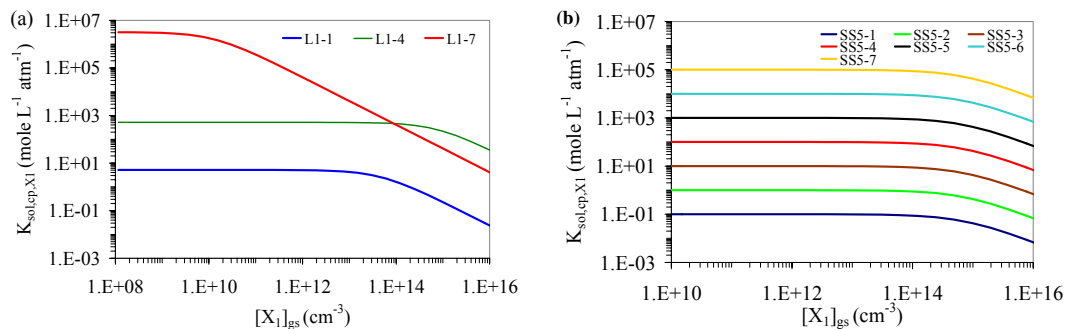 (a)
L1-1 L1-4 L1-7
1.E+07
1.E+05
1.E+03
1.E+01
1.E-01
1.E-03
K_sol,cp,X1 (mole L⁻¹ atm⁻¹)
1.E+08 1.E+10 1.E+12 1.E+14 1.E+16
[X₁]gs (cm⁻³)
(b)
SS5-1 SS5-2 SS5-3
SS5-4 SS5-5 SS5-6
SS5-7
1.E+07
1.E+05
1.E+03
1.E+01
1.E-01
1.E-03
K_sol,cp,X1 (mole L⁻¹ atm⁻¹)
1.E+10 1.E+12 1.E+14 1.E+16
[X₁]gs (cm⁻³)